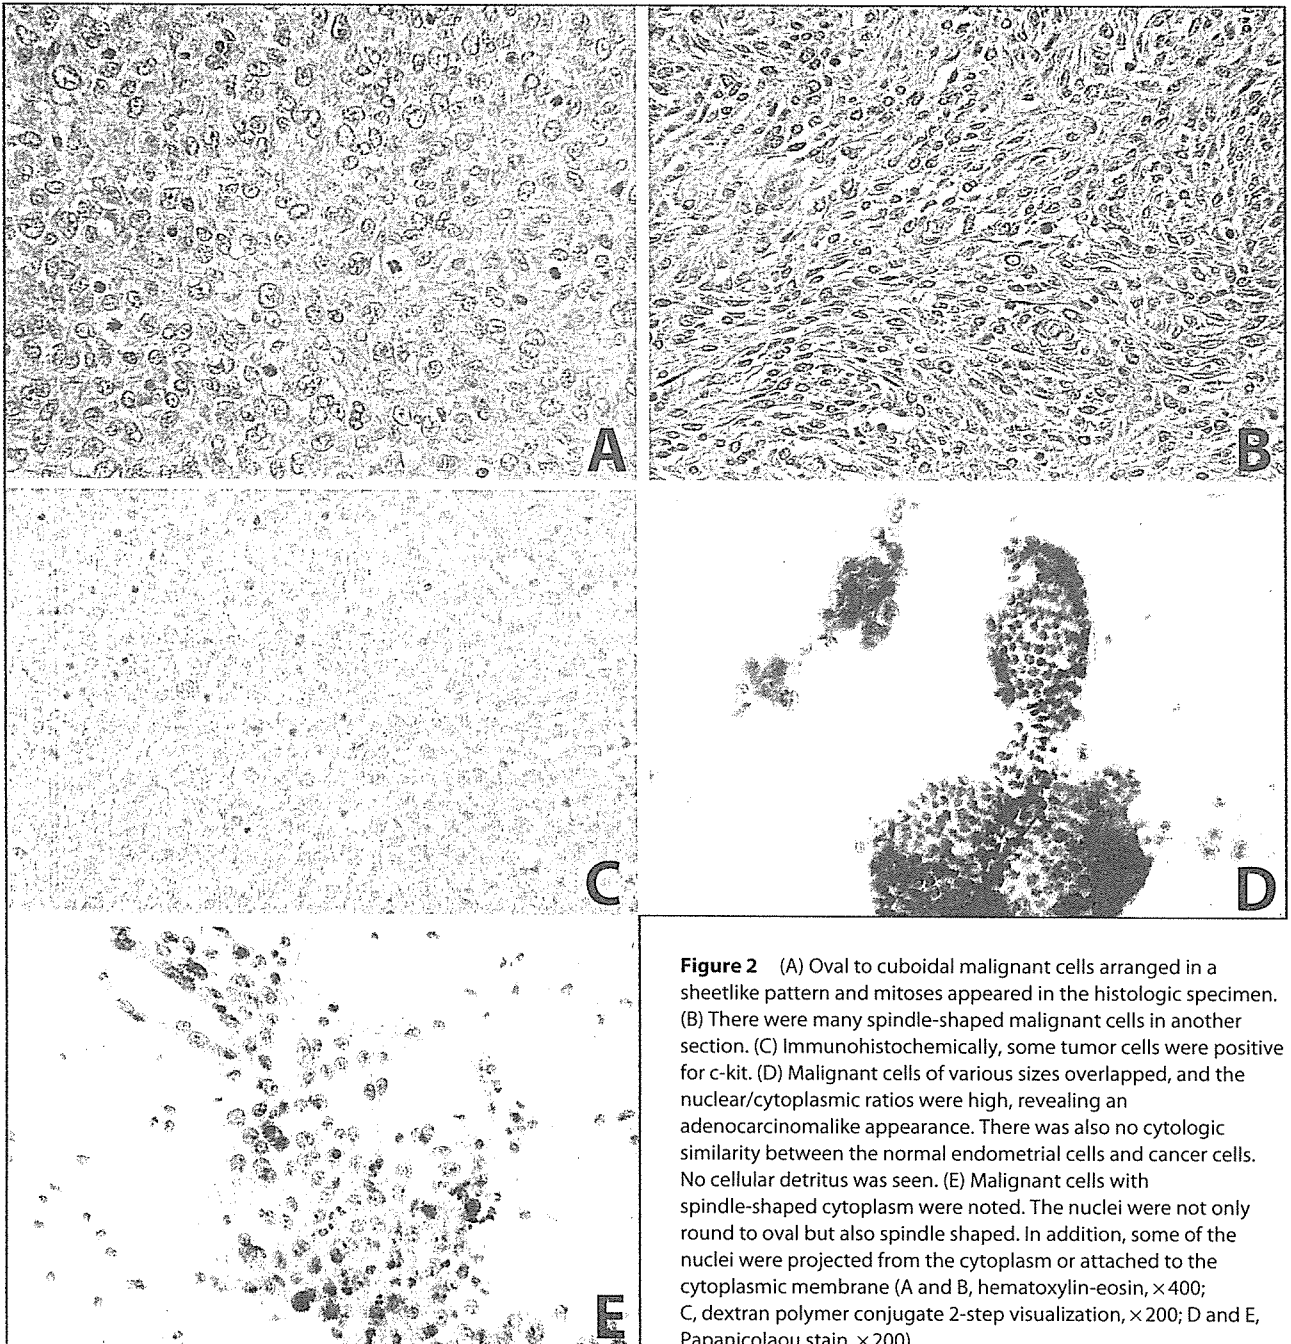 A
B
C
D
E
Figure 2 (A) Oval to cuboidal malignant cells arranged in a
sheetlike pattern and mitoses appeared in the histologic specimen.
(B) There were many spindle-shaped malignant cells in another
section. (C) Immunohistochemically, some tumor cells were positive
for c-kit. (D) Malignant cells of various sizes overlapped, and the
nuclear/cytoplasmic ratios were high, revealing an
adenocarcinomalike appearance. There was also no cytologic
similarity between the normal endometrial cells and cancer cells.
No cellular detritus was seen. (E) Malignant cells with
spindle-shaped cytoplasm were noted. The nuclei were not only
round to oval but also spindle shaped. In addition, some of the
nuclei were projected from the cytoplasm or attached to the
cytoplasmic membrane (A and B, hematoxylin-eosin, ×400;
C, dextran polymer conjugate 2-step visualization, ×200; D and E,
Papanicolaou stain, ×200).